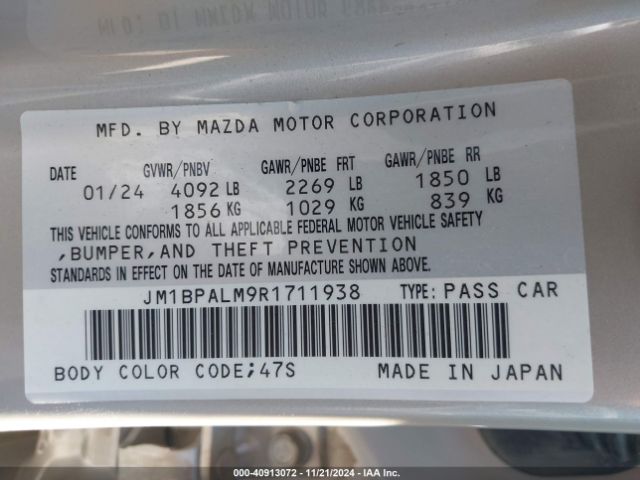 MFD. BY MAZDA MOTOR CORPORATION
DATE GVWR/PNBV GAWR/PNBE FRT GAWR/PNBE RR
01/24 4092 LB 2269 LB 1850 LB
1856 KG 1029 KG 839 KG
THIS VEHICLE CONFORMS TO ALL APPLICABLE FEDERAL MOTOR VEHICLE SAFETY
,BUMPER,AND THEFT PREVENTION
STANDARDS IN EFFECT ON THE DATE OF MANUFACTURE SHOWN ABOVE.
JM1BPALM9R1711938 TYPE: PASS CAR
BODY COLOR CODE;47S MADE IN JAPAN
000-40913072 - 11/21/2024 - IAA Inc.